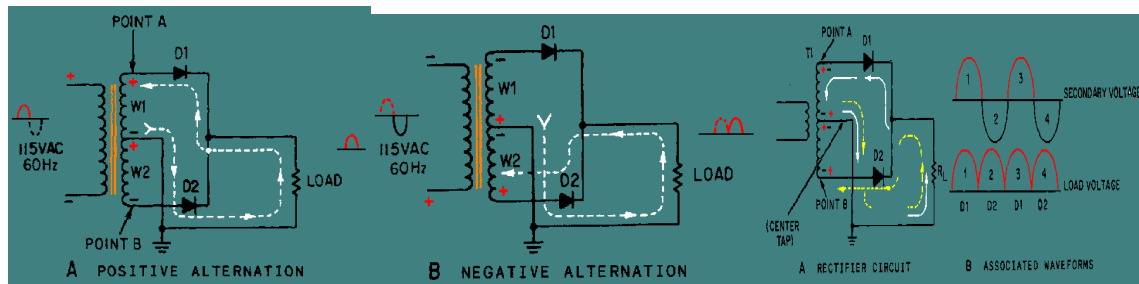 POINT A
D1
+
+
-
W1
115VAC
60Hz
-
+
W2
D2
LOAD
-
POINT B
A POSITIVE ALTERNATION
D1
-
-
W1
115VAC
60Hz
+
-
W2
D2
LOAD
+
+
B NEGATIVE ALTERNATION
POINT A
T1
D1
+ -
- +
+ -
- +
D2
RL
POINT B
(CENTER
TAP)
A RECTIFIER CIRCUIT
1
3
SECONDARY VOLTAGE
2
4
1
2
3
4
LOAD VOLTAGE
D1
D2
D1
D2
B ASSOCIATED WAVEFORMS